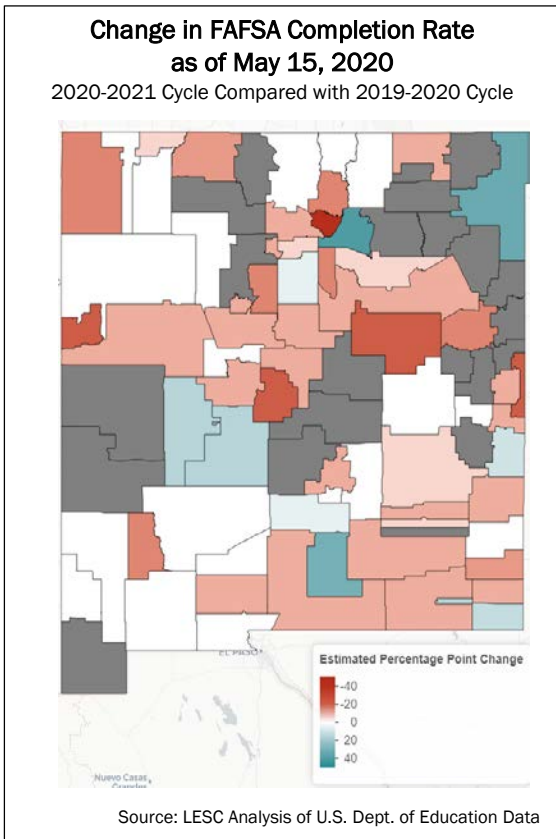 Change in FAFSA Completion Rate
as of May 15, 2020
2020-2021 Cycle Compared with 2019-2020 Cycle
EL PASO
Estimated Percentage Point Change
-40
-20
0
20
40
Nuevo Casas
Grandes
Source: LESC Analysis of U.S. Dept. of Education Data